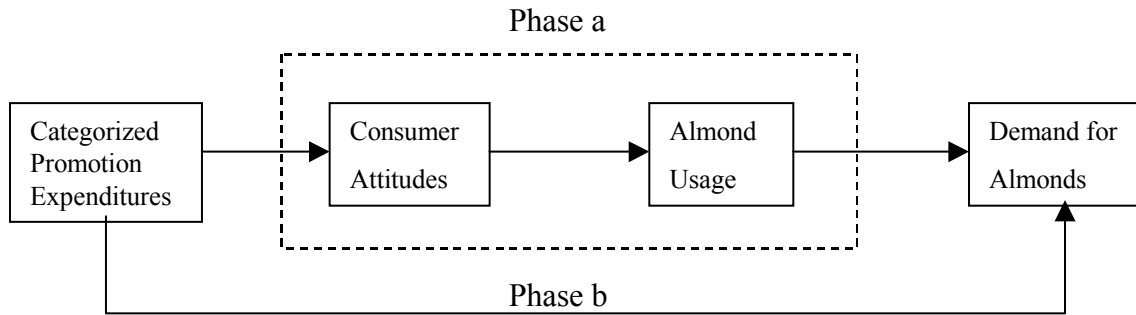 Phase a
Categorized
Promotion
Expenditures
Consumer
Attitudes
Almond
Usage
Demand for
Almonds
Phase b